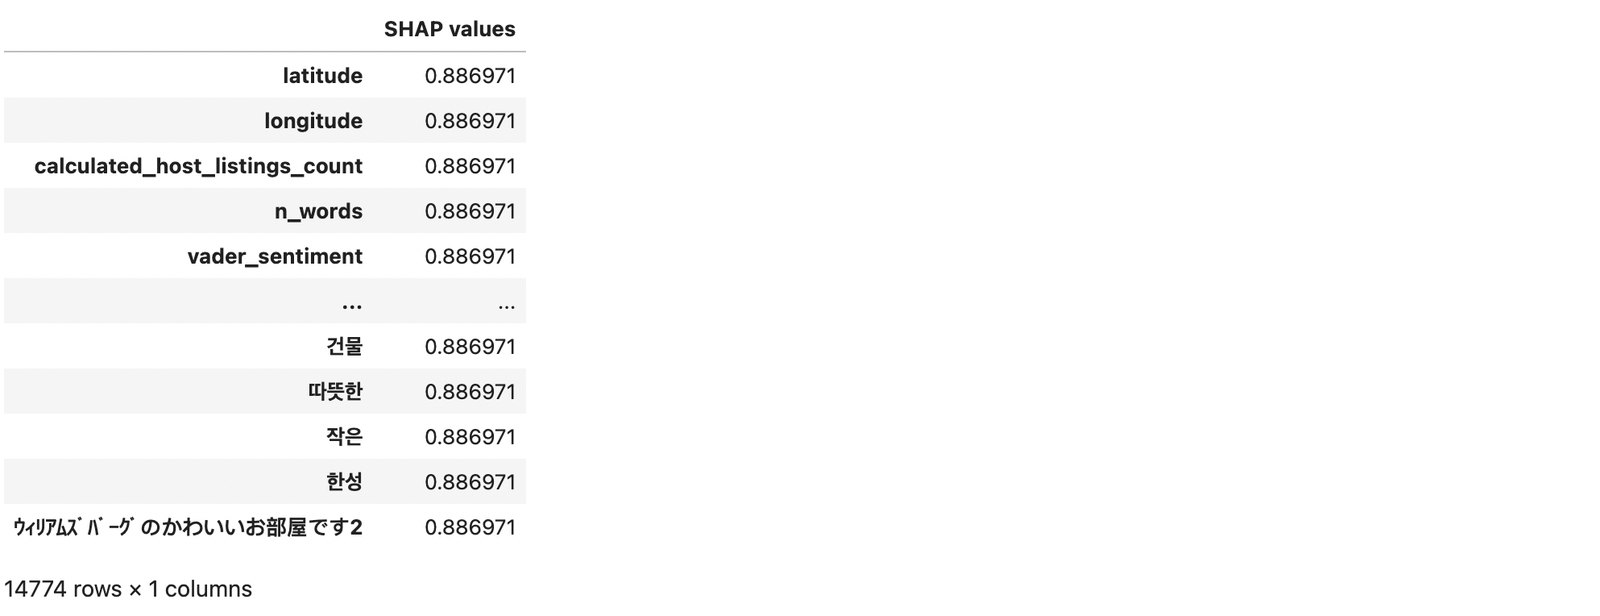 SHAP values
latitude 0.886971
longitude 0.886971
calculated_host_listings_count 0.886971
n_words 0.886971
vader_sentiment 0.886971
... ...
건물 0.886971
따뜻한 0.886971
작은 0.886971
한성 0.886971
ｳｨﾘｱﾑｽﾞﾊﾞｰｸﾞのかわいいお部屋です2 0.886971
14774 rows × 1 columns